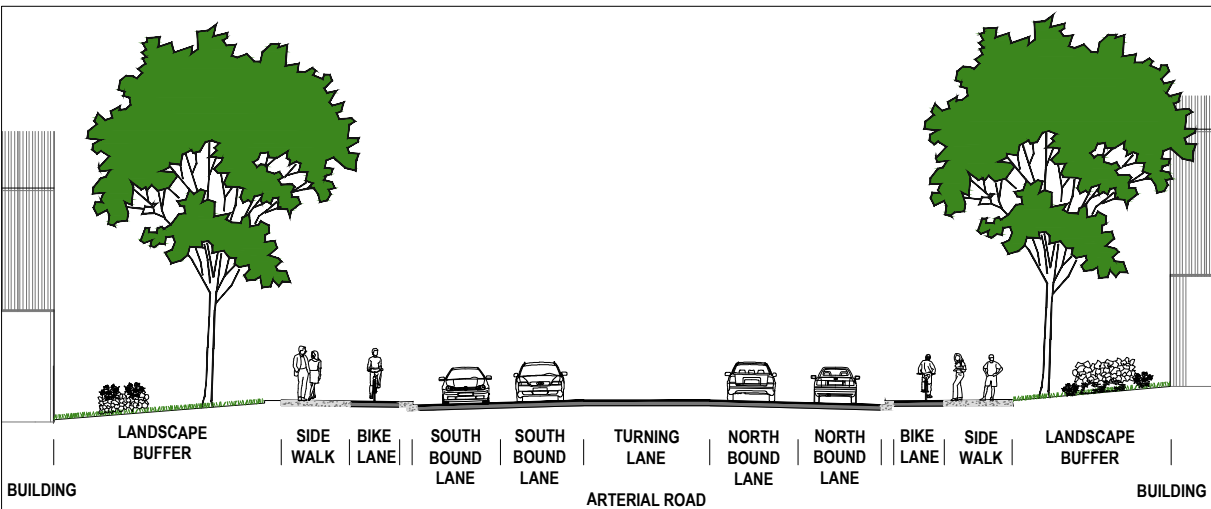 LANDSCAPE
BUFFER
SIDE
WALK
BIKE
LANE
SOUTH
BOUND
LANE
SOUTH
BOUND
LANE
TURNING
LANE
NORTH
BOUND
LANE
NORTH
BOUND
LANE
BIKE
LANE
SIDE
WALK
LANDSCAPE
BUFFER
BUILDING
ARTERIAL ROAD
BUILDING